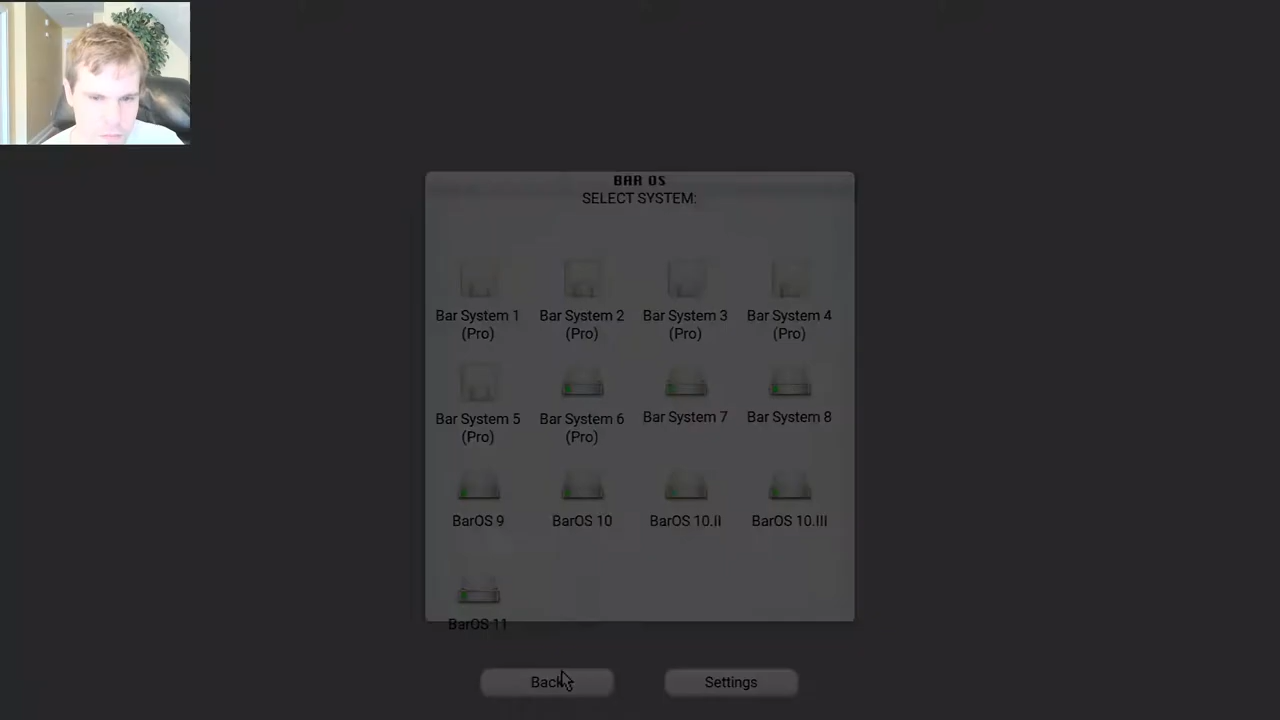 BAR OS
SELECT SYSTEM:
Bar System 1 (Pro)
Bar System 2 (Pro)
Bar System 3 (Pro)
Bar System 4 (Pro)
Bar System 5 (Pro)
Bar System 6 (Pro)
Bar System 7
Bar System 8
BarOS 9
BarOS 10
BarOS 10.II
BarOS 10.III
BarOS 11
Back
Settings